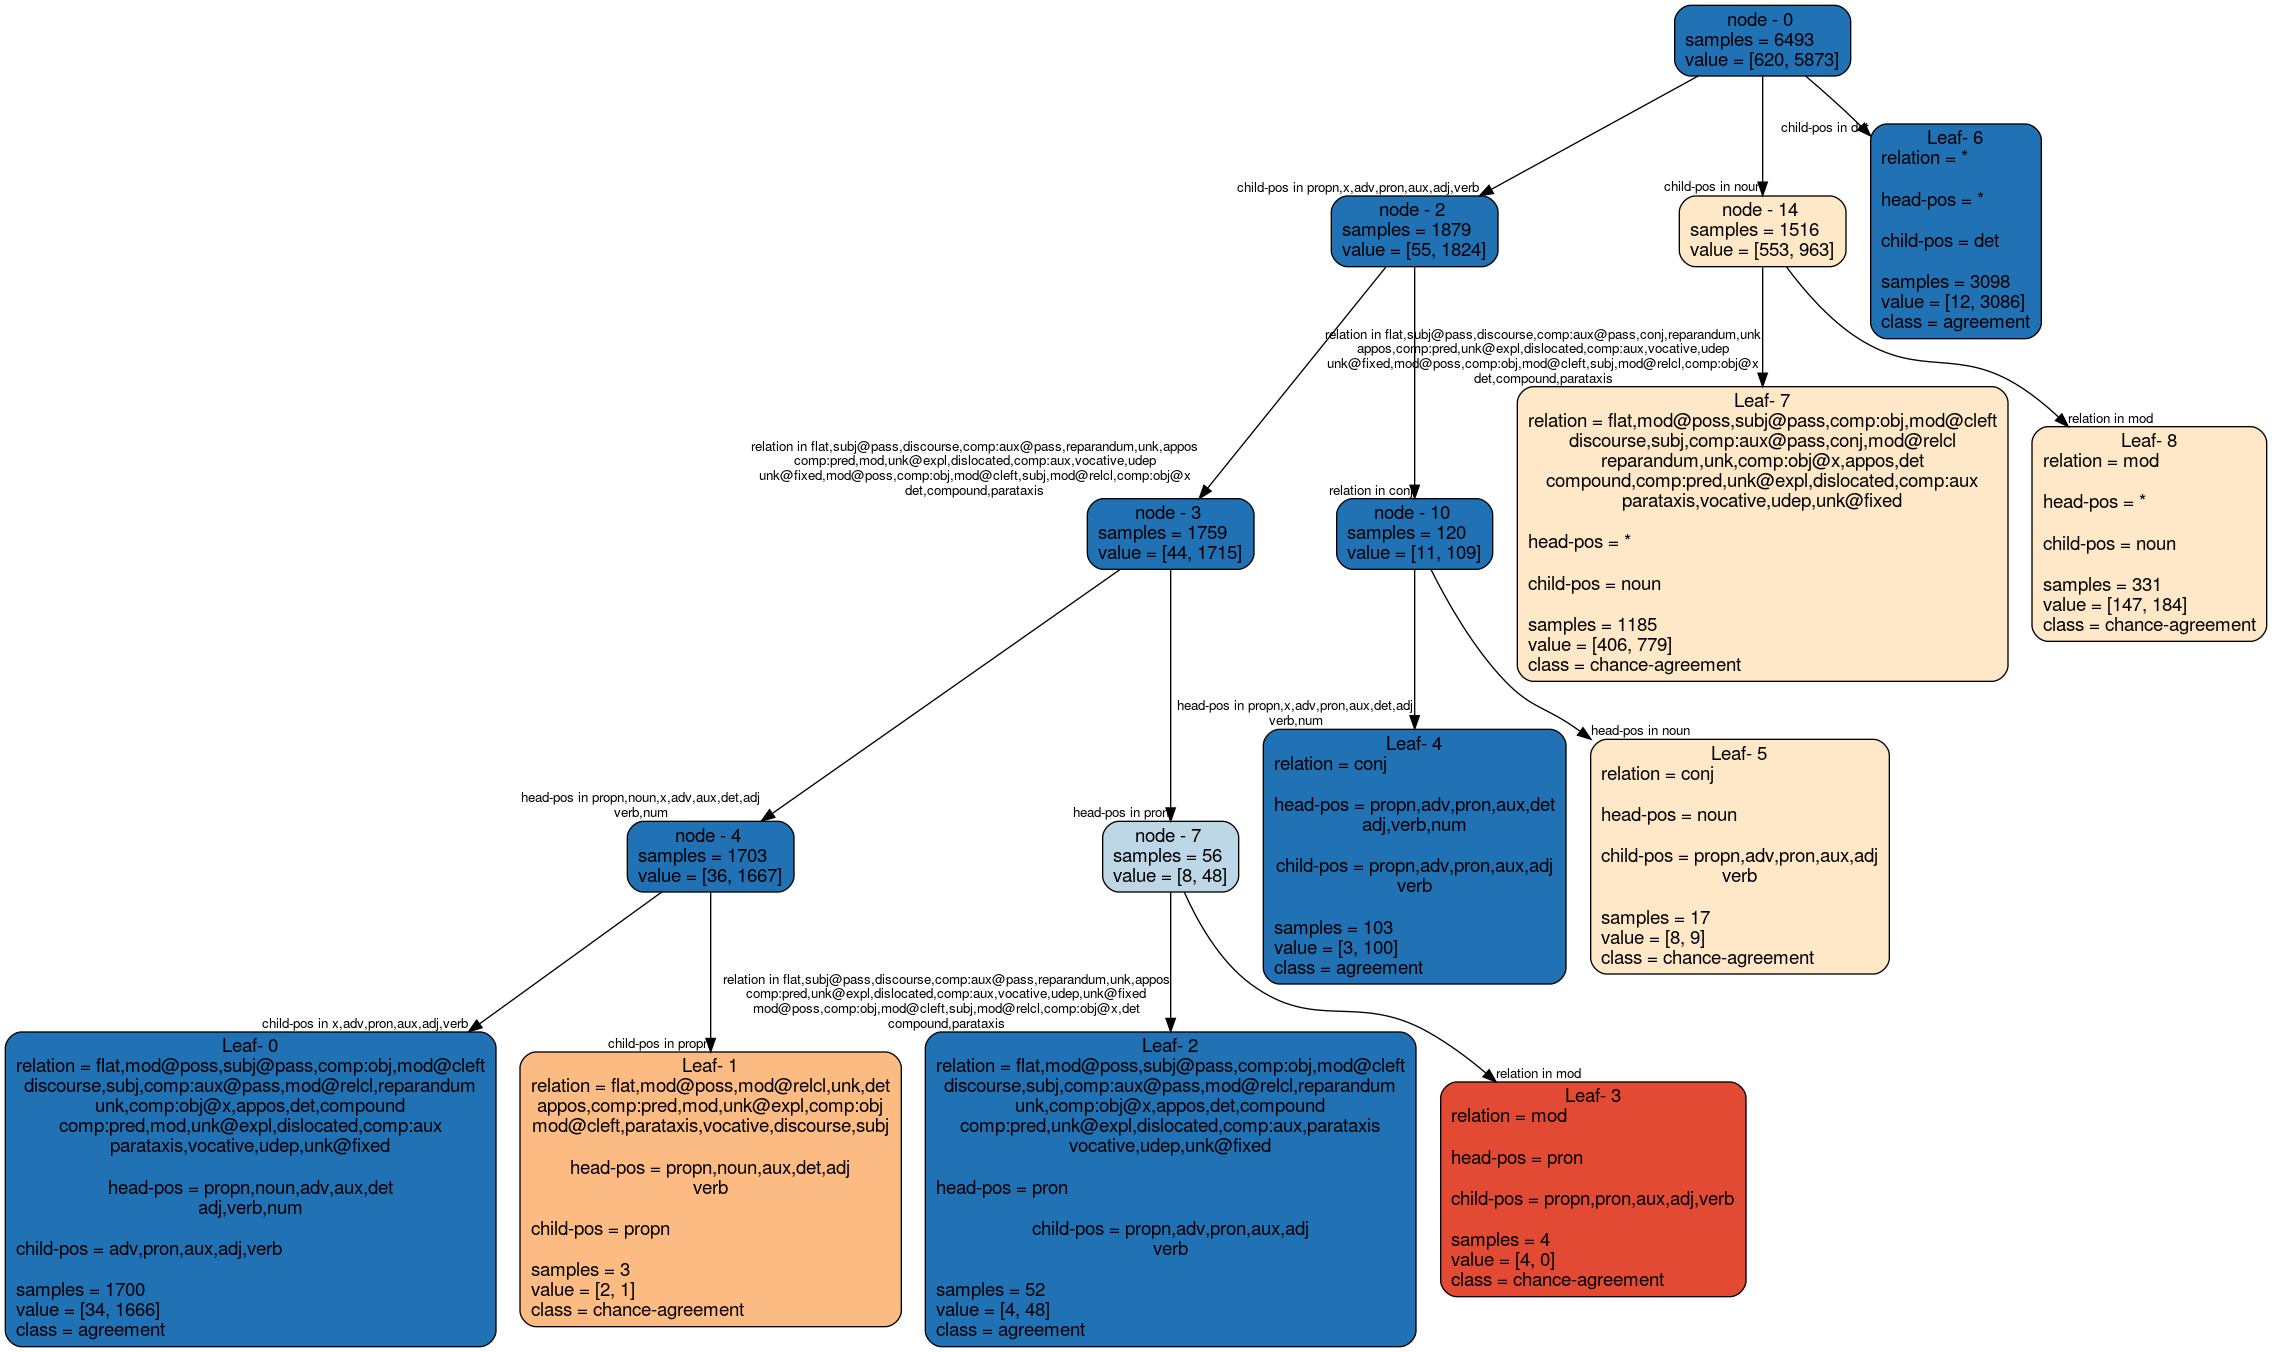 node - 0
samples = 6493
value = [620, 5873]
child-pos in propn,x,adv,pron,aux,adj,verb
child-pos in noun
child-pos in det
node - 2
samples = 1879
value = [55, 1824]
node - 14
samples = 1516
value = [553, 963]
Leaf- 6
relation = *
head-pos = *
child-pos = det
samples = 3098
value = [12, 3086]
class = agreement
relation in flat,subj@pass,discourse,comp:aux@pass,reparandum,unk,appos
comp:pred,mod,unk@expl,dislocated,comp:aux,vocative,udep
unk@fixed,mod@poss,comp:obj,mod@cleft,subj,mod@relcl,comp:obj@x
det,compound,parataxis
relation in conj
relation in flat,subj@pass,discourse,comp:aux@pass,conj,reparandum,unk
appos,comp:pred,unk@expl,dislocated,comp:aux,vocative,udep
unk@fixed,mod@poss,comp:obj,mod@cleft,subj,mod@relcl,comp:obj@x
det,compound,parataxis
relation in mod
node - 3
samples = 1759
value = [44, 1715]
node - 10
samples = 120
value = [11, 109]
Leaf- 7
relation = flat,mod@poss,subj@pass,comp:obj,mod@cleft
discourse,subj,comp:aux@pass,conj,mod@relcl
reparandum,unk,comp:obj@x,appos,det
compound,comp:pred,unk@expl,dislocated,comp:aux
parataxis,vocative,udep,unk@fixed
head-pos = *
child-pos = noun
samples = 1185
value = [406, 779]
class = chance-agreement
Leaf- 8
relation = mod
head-pos = *
child-pos = noun
samples = 331
value = [147, 184]
class = chance-agreement
head-pos in propn,noun,x,adv,aux,det,adj
verb,num
head-pos in pron
head-pos in propn,x,adv,pron,aux,det,adj
verb,num
head-pos in noun
node - 4
samples = 1703
value = [36, 1667]
node - 7
samples = 56
value = [8, 48]
Leaf- 4
relation = conj
head-pos = propn,adv,pron,aux,det
adj,verb,num
child-pos = propn,adv,pron,aux,adj
verb
samples = 103
value = [3, 100]
class = agreement
Leaf- 5
relation = conj
head-pos = noun
child-pos = propn,adv,pron,aux,adj
verb
samples = 17
value = [8, 9]
class = chance-agreement
child-pos in x,adv,pron,aux,adj,verb
child-pos in propn
relation in flat,subj@pass,discourse,comp:aux@pass,reparandum,unk,appos
comp:pred,unk@expl,dislocated,comp:aux,vocative,udep,unk@fixed
mod@poss,comp:obj,mod@cleft,subj,mod@relcl,comp:obj@x,det
compound,parataxis
relation in mod
Leaf- 0
relation = flat,mod@poss,subj@pass,comp:obj,mod@cleft
discourse,subj,comp:aux@pass,mod@relcl,reparandum
unk,comp:obj@x,appos,det,compound
comp:pred,mod,unk@expl,dislocated,comp:aux
parataxis,vocative,udep,unk@fixed
head-pos = propn,noun,adv,aux,det
adj,verb,num
child-pos = adv,pron,aux,adj,verb
samples = 1700
value = [34, 1666]
class = agreement
Leaf- 1
relation = flat,mod@poss,mod@relcl,unk,det
appos,comp:pred,mod,unk@expl,comp:obj
mod@cleft,parataxis,vocative,discourse,subj
head-pos = propn,noun,aux,det,adj
verb
child-pos = propn
samples = 3
value = [2, 1]
class = chance-agreement
Leaf- 2
relation = flat,mod@poss,subj@pass,comp:obj,mod@cleft
discourse,subj,comp:aux@pass,mod@relcl,reparandum
unk,comp:obj@x,appos,det,compound
comp:pred,unk@expl,dislocated,comp:aux,parataxis
vocative,udep,unk@fixed
head-pos = pron
child-pos = propn,adv,pron,aux,adj
verb
samples = 52
value = [4, 48]
class = agreement
Leaf- 3
relation = mod
head-pos = pron
child-pos = propn,pron,aux,adj,verb
samples = 4
value = [4, 0]
class = chance-agreement